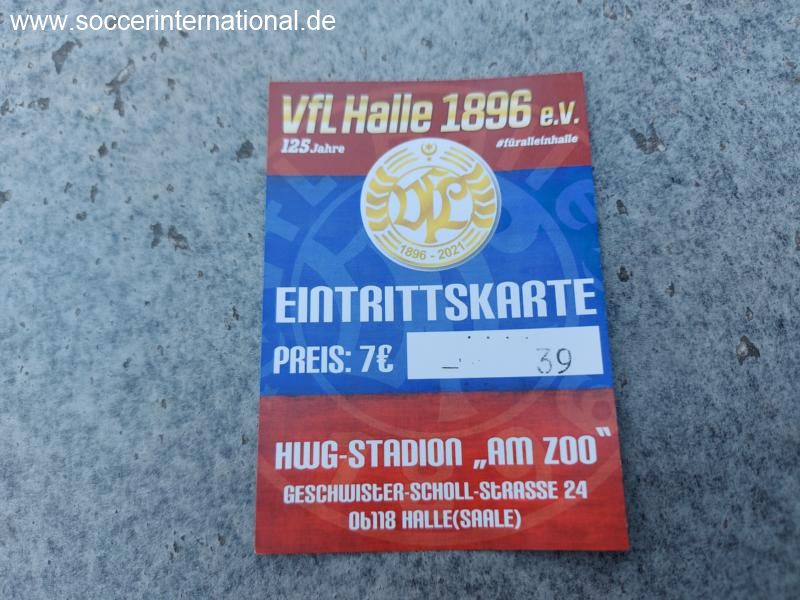 www.soccerinternational.de
VfL Halle 1896 e.V.
125 Jahre
#füralleinhalle
VfL
1896 - 2021
EINTRITTSKARTE
PREIS: 7€
39
HWG-STADION „AM ZOO“
GESCHWISTER-SCHOLL-STRASSE 24
06118 HALLE(SAALE)